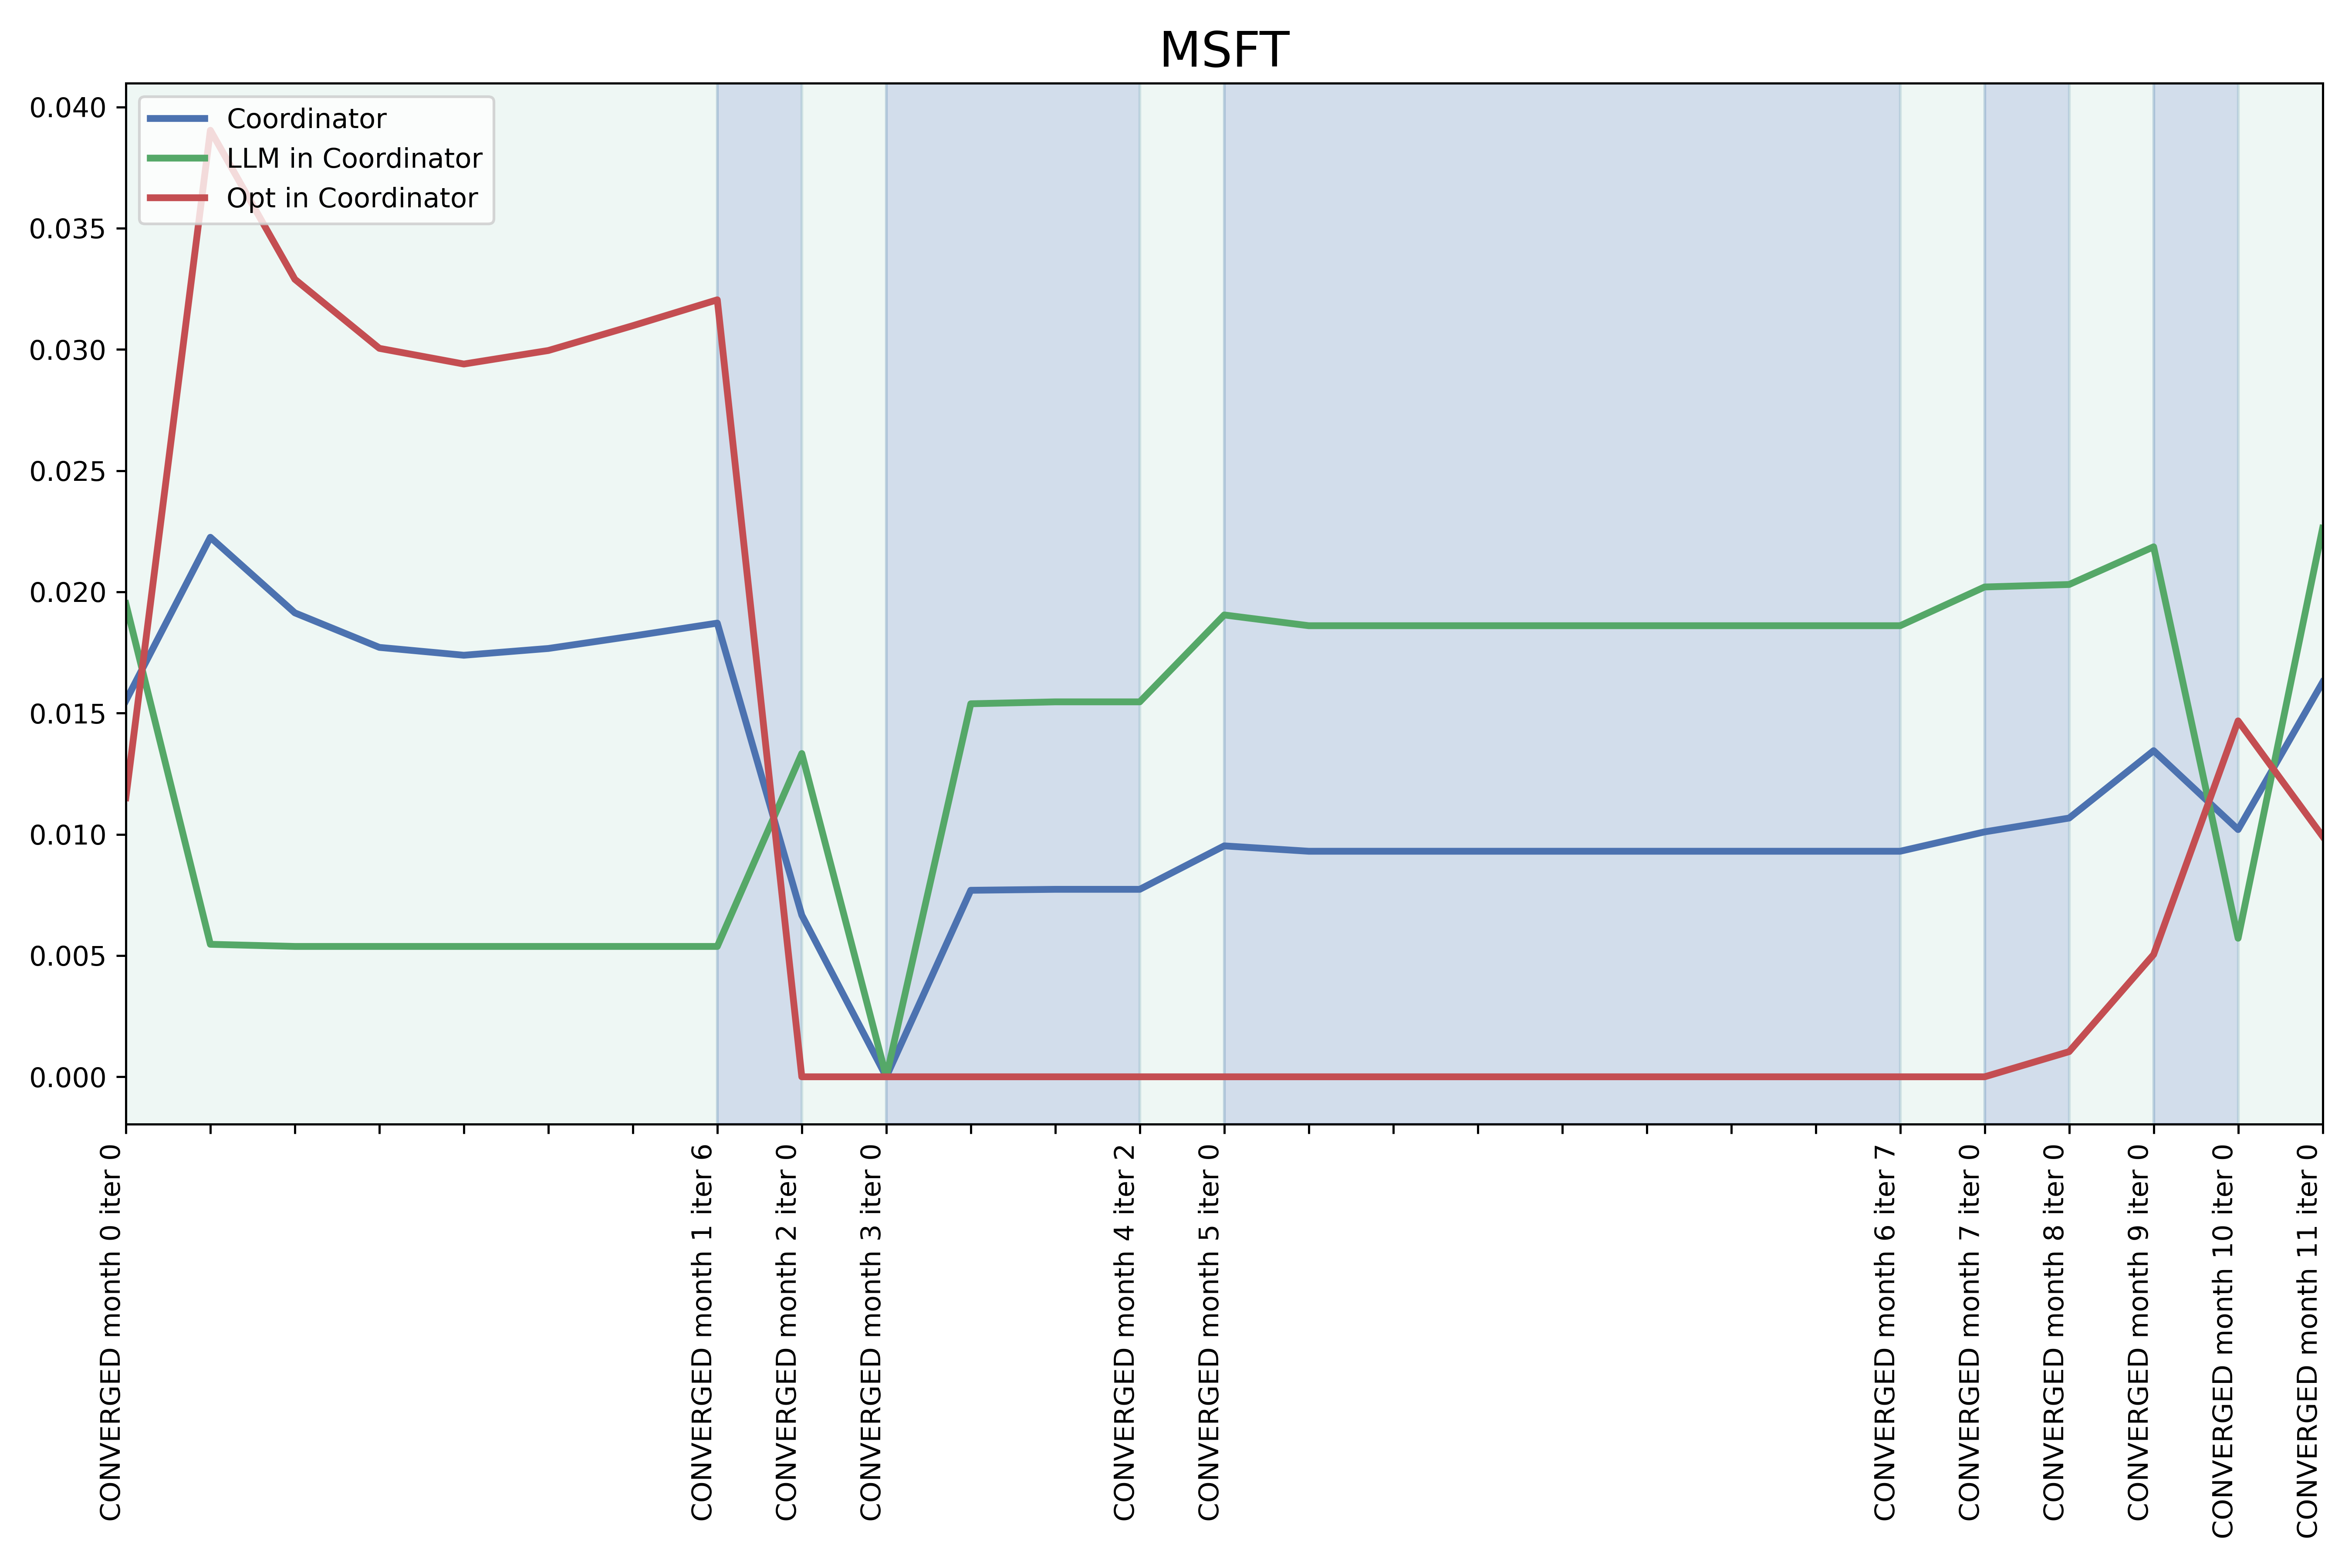 MSFT
0.040
0.035
0.030
0.025
0.020
0.015
0.010
0.005
0.000
Coordinator
LLM in Coordinator
Opt in Coordinator
CONVERGED month 0 iter 0
CONVERGED month 1 iter 6
CONVERGED month 2 iter 0
CONVERGED month 3 iter 0
CONVERGED month 4 iter 2
CONVERGED month 5 iter 0
CONVERGED month 6 iter 7
CONVERGED month 7 iter 0
CONVERGED month 8 iter 0
CONVERGED month 9 iter 0
CONVERGED month 10 iter 0
CONVERGED month 11 iter 0